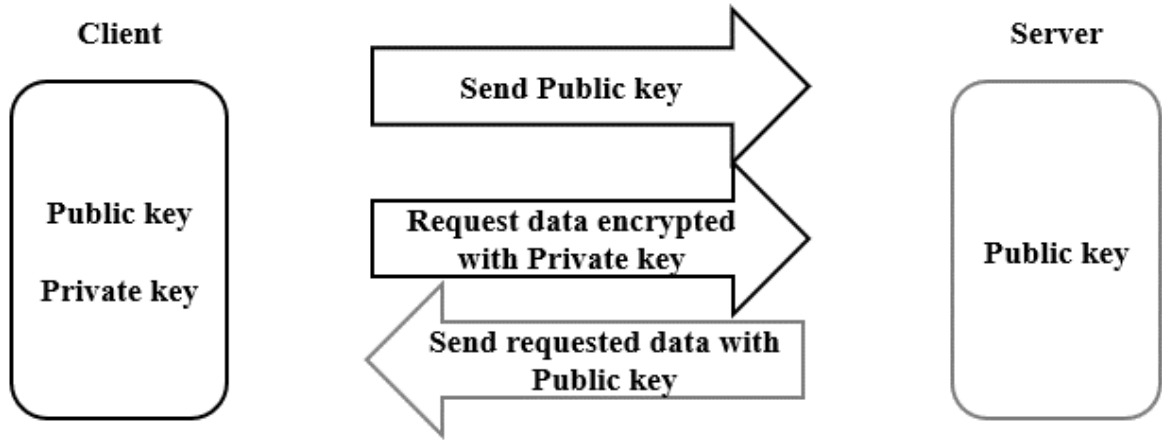 Client
Server
Send Public key
Public key
Private key
Request data encrypted
with Private key
Public key
Send requested data with
Public key